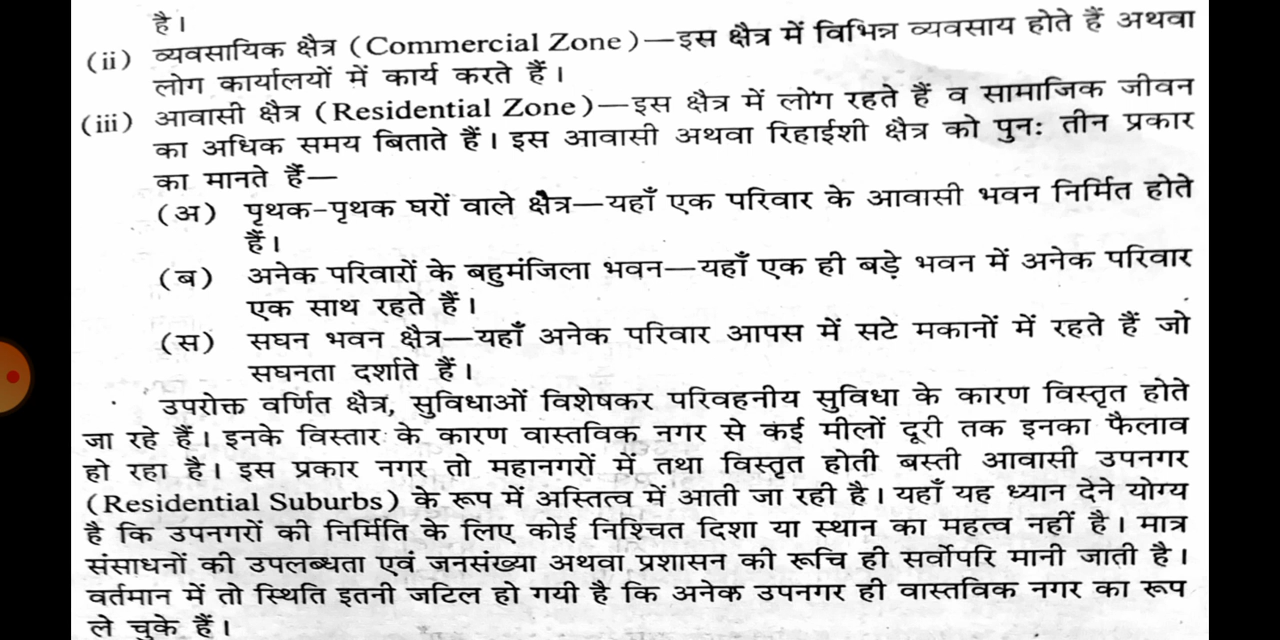 है।
(ii) व्यवसायिक क्षैत्र (Commercial Zone)—इस क्षैत्र में विभिन्न व्यवसाय होते हैं अथवा
लोग कार्यालयों में कार्य करते हैं।
(iii) आवासी क्षैत्र (Residential Zone)—इस क्षैत्र में लोग रहते हैं व सामाजिक जीवन
का अधिक समय बिताते हैं। इस आवासी अथवा रिहाईशी क्षैत्र को पुनः तीन प्रकार
का मानते हैं—
(अ) पृथक-पृथक घरों वाले क्षैत्र—यहाँ एक परिवार के आवासी भवन निर्मित होते
हैं।
(ब) अनेक परिवारों के बहुमंजिला भवन—यहाँ एक ही बड़े भवन में अनेक परिवार
एक साथ रहते हैं।
(स) सघन भवन क्षैत्र—यहाँ अनेक परिवार आपस में सटे मकानों में रहते हैं जो
सघनता दर्शाते हैं।
उपरोक्त वर्णित क्षैत्र, सुविधाओं विशेषकर परिवहनीय सुविधा के कारण विस्तृत होते
जा रहे हैं। इनके विस्तार के कारण वास्तविक नगर से कई मीलों दूरी तक इनका फैलाव
हो रहा है। इस प्रकार नगर तो महानगरों में तथा विस्तृत होती बस्ती आवासी उपनगर
(Residential Suburbs) के रूप में अस्तित्व में आती जा रही है। यहाँ यह ध्यान देने योग्य
है कि उपनगरों की निर्मिति के लिए कोई निश्चित दिशा या स्थान का महत्व नहीं है। मात्र
संसाधनों की उपलब्धता एवं जनसंख्या अथवा प्रशासन की रूचि ही सर्वोपरि मानी जाती है।
वर्तमान में तो स्थिति इतनी जटिल हो गयी है कि अनेक उपनगर ही वास्तविक नगर का रूप
ले चुके हैं।